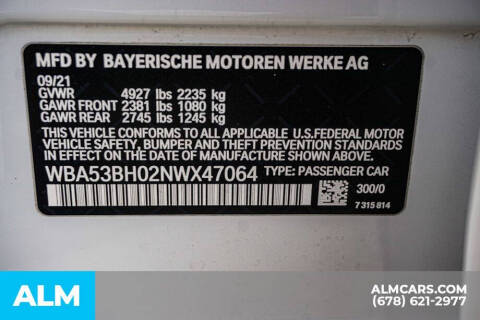 MFD BY BAYERISCHE MOTOREN WERKE AG
09/21
GVWR 4927 lbs 2235 kg
GAWR FRONT 2381 lbs 1080 kg
GAWR REAR 2745 lbs 1245 kg
THIS VEHICLE CONFORMS TO ALL APPLICABLE U.S.FEDERAL MOTOR
VEHICLE SAFETY, BUMPER, AND THEFT PREVENTION STANDARDS
IN EFFECT ON THE DATE OF MANUFACTURE SHOWN ABOVE.
WBA53BH02NWX47064 TYPE: PASSENGER CAR
300/0
7 315 814
ALM
ALMCARS.COM
(678) 621-2977